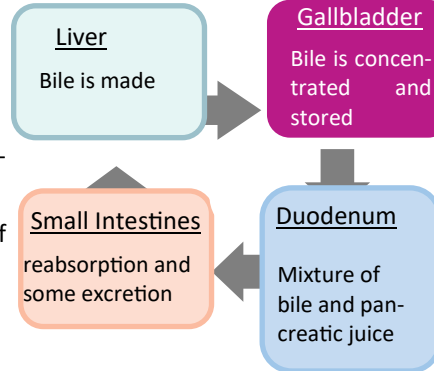 Liver
Bile is made
Gallbladder
Bile is concen-
trated and
stored
-
f
Small Intestines
reabsorption and
some excretion
Duodenum
Mixture of
bile and pan-
creatic juice